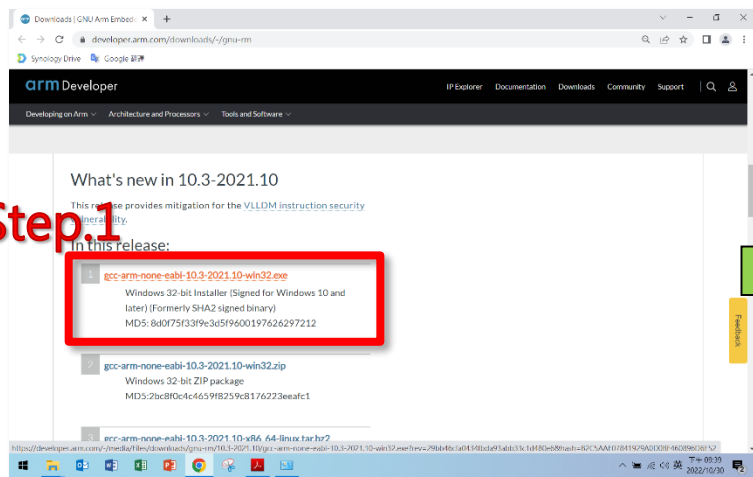 Downloads | GNU Arm Embedd
developer.arm.com/downloads/-/gnu-rm
Synology Drive Google 翻譯
arm Developer IP Explorer Documentation Downloads Community Support
Developing on Arm Architecture and Processors Tools and Software
What's new in 10.3-2021.10
This release provides mitigation for the VLLDM instruction security
vulnerability.
Step.1
In this release:
1 gcc-arm-none-eabi-10.3-2021.10-win32.exe
Windows 32-bit Installer (Signed for Windows 10 and
later) (Formerly SHA2 signed binary)
MD5: 8d0f75f33f9e3d5f9600197626297212
2 gcc-arm-none-eabi-10.3-2021.10-win32.zip
Windows 32-bit ZIP package
MD5:2bc8f0c4c4659f8259c8176223eeafc1
3 gcc-arm-none-eabi-10.3-2021.10-x86_64-linux.tar.bz2
Feedback
英
下午 09:39
2022/10/30